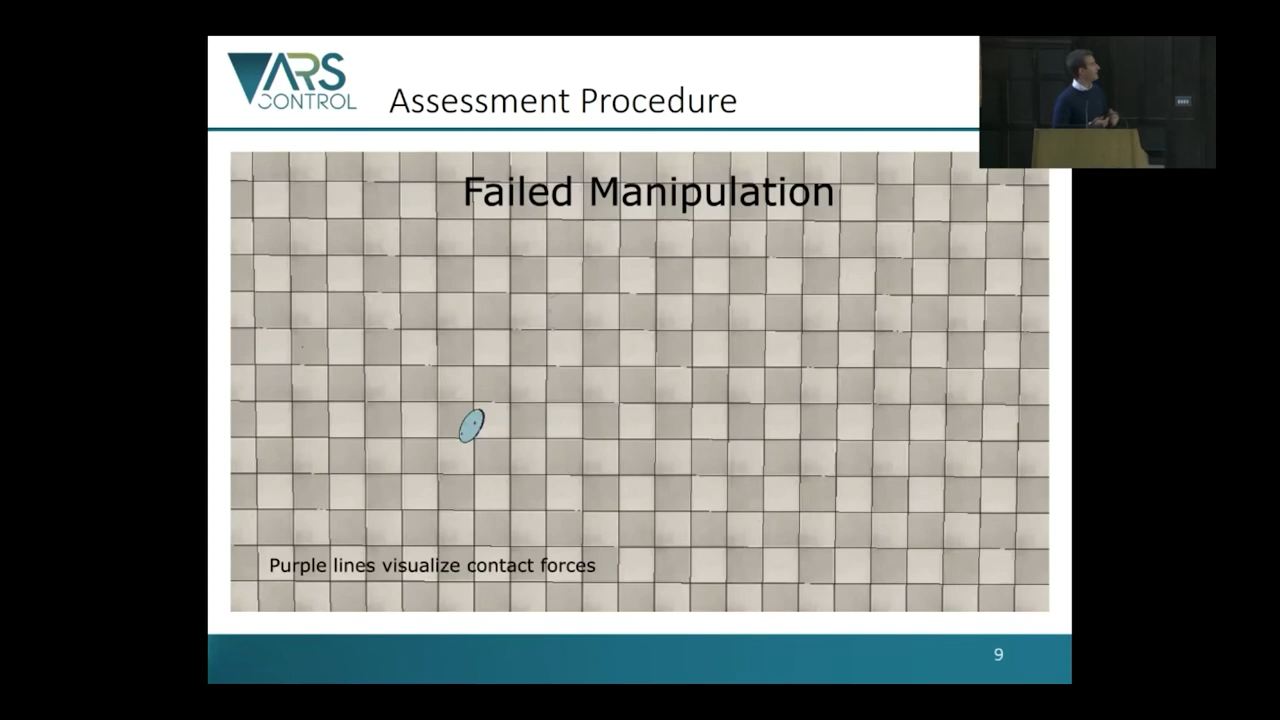 ARS
CONTROL
Assessment Procedure
Failed Manipulation
Purple lines visualize contact forces
9